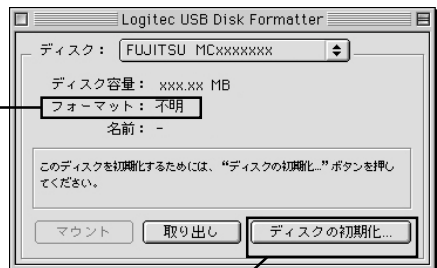 Logitec USB Disk Formatter
ディスク： FUJITSU MCxxxxxxx
ディスク容量： xxx.xx MB
フォーマット： 不明
名前： -
このディスクを初期化するためには、“ディスクの初期化...”ボタンを押し
てください。
マウント 取り出し ディスクの初期化...